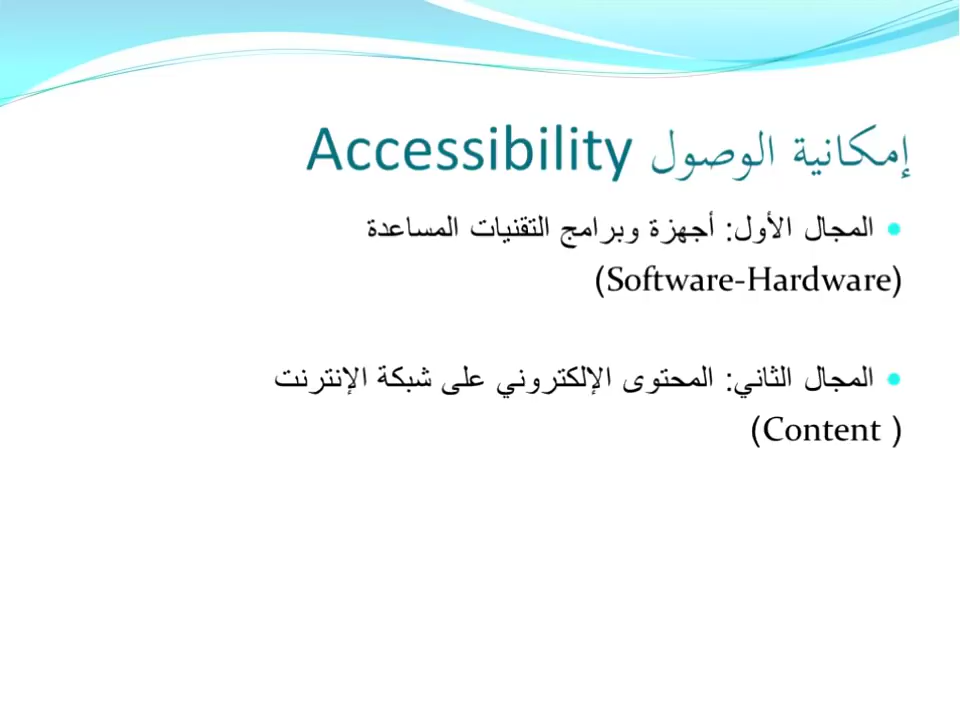 إمكانية الوصول Accessibility
المجال الأول: أجهزة وبرامج التقنيات المساعدة
(Software-Hardware)
المجال الثاني: المحتوى الإلكتروني على شبكة الإنترنت
(Content )